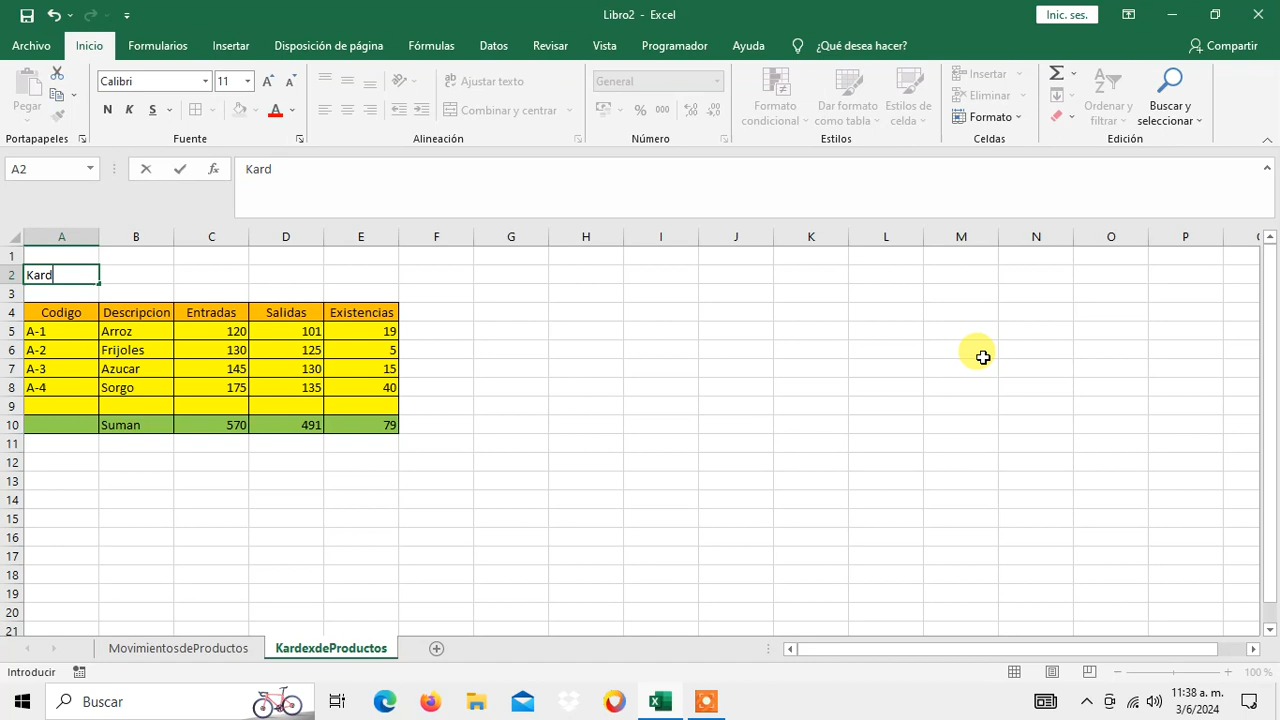 Libro2 - Excel
Inic. ses.
Archivo Inicio Formularios Insertar Disposición de página Fórmulas Datos Revisar Vista Programador Ayuda ¿Qué desea hacer? Compartir
Pegar
Calibri 11
Ajustar texto
General
Formato condicional
Dar formato como tabla
Estilos de celda
Insertar
Ordenar y filtrar
Buscar y seleccionar
N K S
Combinar y centrar
% 000
Eliminar
Formato
Portapapeles Fuente Alineación Número Estilos Celdas Edición
A2 fx Kard
A B C D E F G H I J K L M N O P
1
2 Kard
3
4 Codigo Descripcion Entradas Salidas Existencias
5 A-1 Arroz 120 101 19
6 A-2 Frijoles 130 125 5
7 A-3 Azucar 145 130 15
8 A-4 Sorgo 175 135 40
9
10 Suman 570 491 79
11
12
13
14
15
16
17
18
19
20
21
MovimientosdeProductos KardexdeProductos
Introducir 100 %
Buscar
11:38 a. m.
3/6/2024